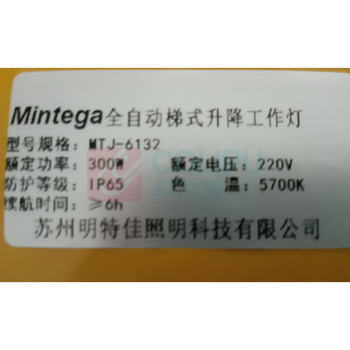 Mintega全自动梯式升降工作灯
型号规格：MTJ-6132
额定功率：300W 额定电压：220V
防护等级：IP65 色 温：5700K
续航时间：≥6h
苏州明特佳照明科技有限公司